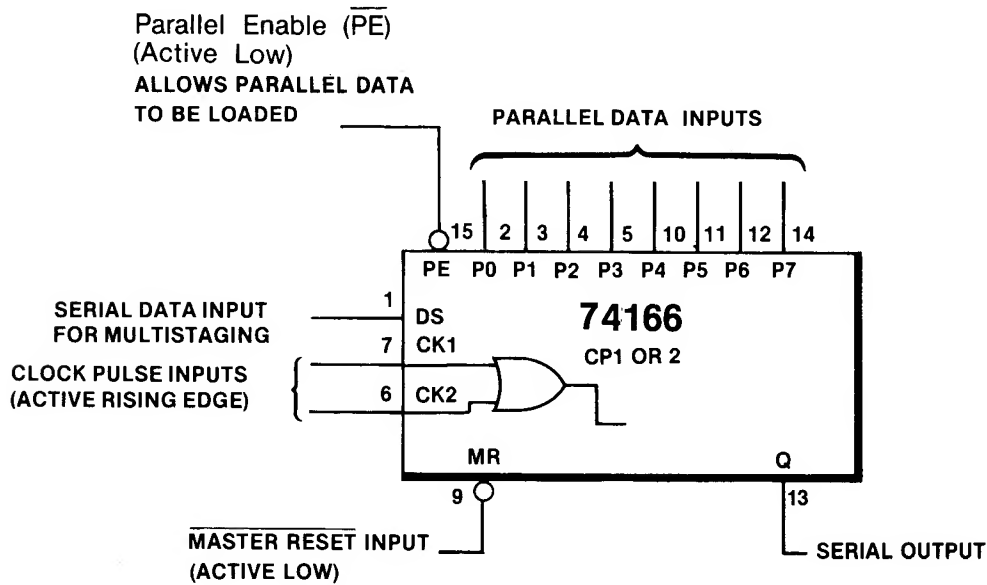 Parallel Enable (PE)
(Active Low)
ALLOWS PARALLEL DATA
TO BE LOADED
PARALLEL DATA INPUTS
15 2 3 4 5 10 11 12 14
PE P0 P1 P2 P3 P4 P5 P6 P7
1
SERIAL DATA INPUT
FOR MULTISTAGING
DS
74166
7 CK1
CP1 OR 2
CLOCK PULSE INPUTS
(ACTIVE RISING EDGE)
6 CK2
MR
Q
9
13
MASTER RESET INPUT
(ACTIVE LOW)
SERIAL OUTPUT